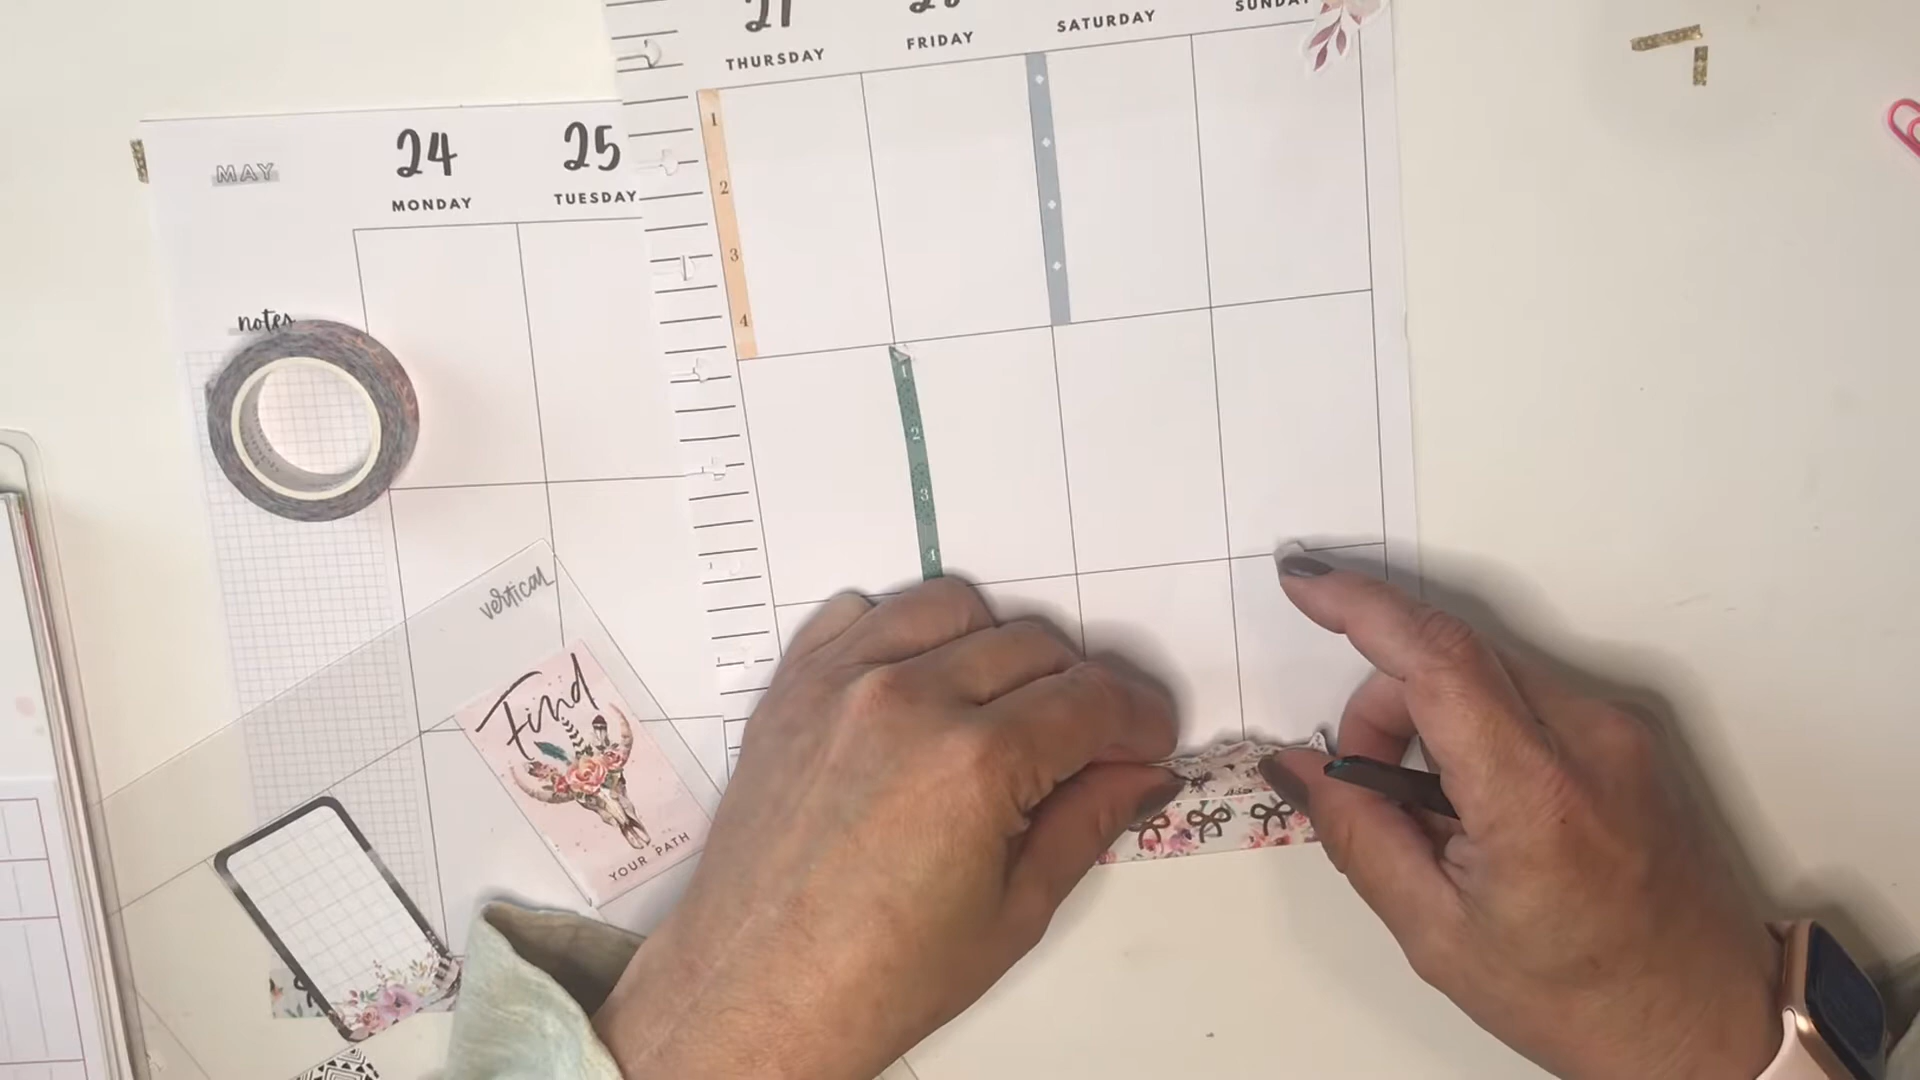 MAY
24
MONDAY
25
TUESDAY
27
THURSDAY
FRIDAY
SATURDAY
notes
1
2
3
4
1
2
3
4
vertical
Find
YOUR PATH